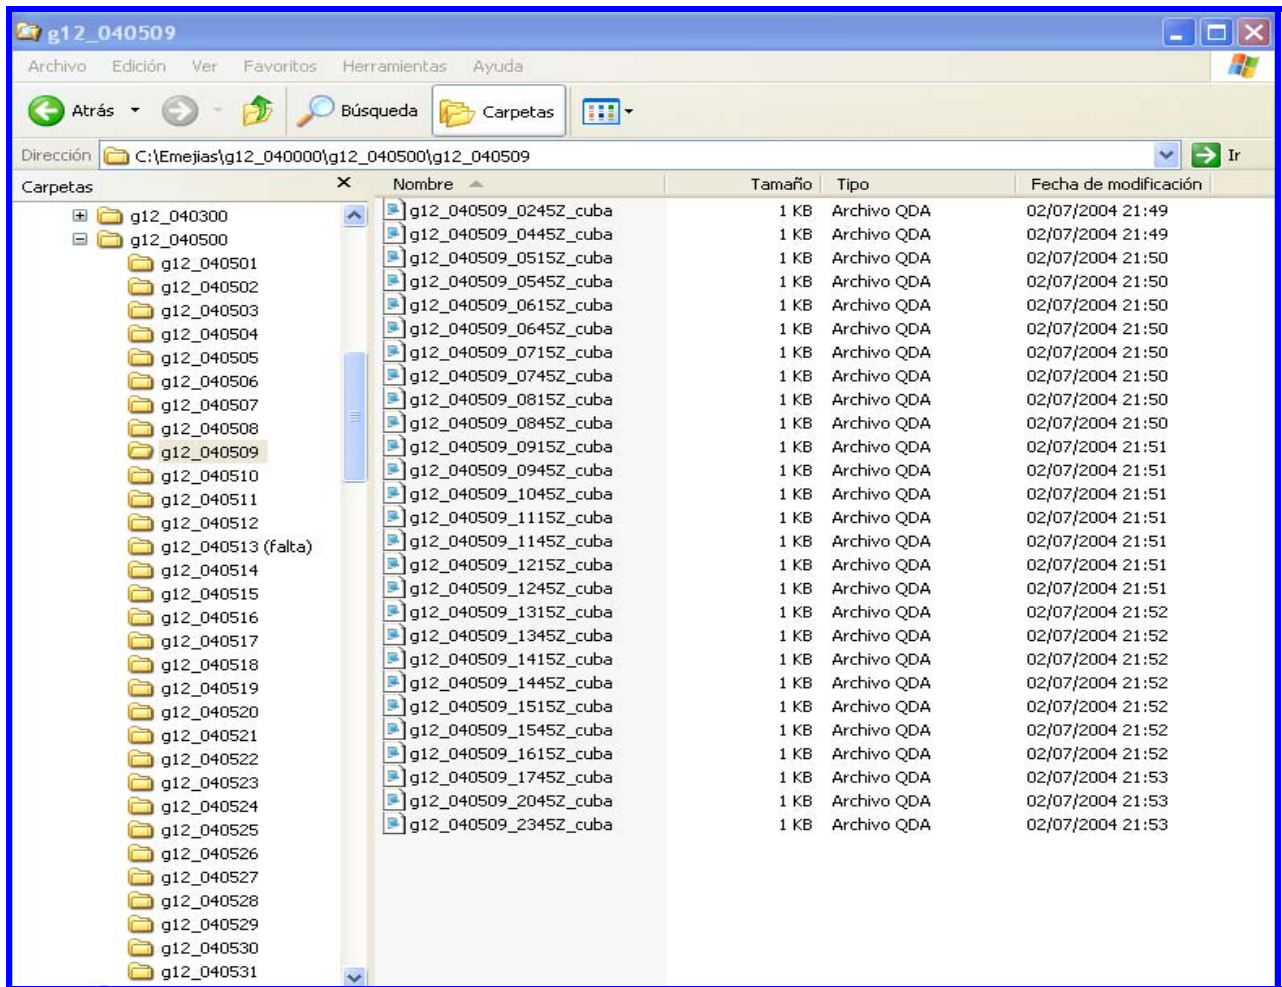 g12_040509
Archivo Edición Ver Favoritos Herramientas Ayuda
Atrás Búsqueda Carpetas
Dirección C:\Emejias\g12_040000\g12_040500\g12_040509 Ir
Carpetas
g12_040300
g12_040500
g12_040501
g12_040502
g12_040503
g12_040504
g12_040505
g12_040506
g12_040507
g12_040508
g12_040509
g12_040510
g12_040511
g12_040512
g12_040513 (falta)
g12_040514
g12_040515
g12_040516
g12_040517
g12_040518
g12_040519
g12_040520
g12_040521
g12_040522
g12_040523
g12_040524
g12_040525
g12_040526
g12_040527
g12_040528
g12_040529
g12_040530
g12_040531
Nombre Tamaño Tipo Fecha de modificación
g12_040509_0245Z_cuba 1 KB Archivo QDA 02/07/2004 21:49
g12_040509_0445Z_cuba 1 KB Archivo QDA 02/07/2004 21:49
g12_040509_0515Z_cuba 1 KB Archivo QDA 02/07/2004 21:50
g12_040509_0545Z_cuba 1 KB Archivo QDA 02/07/2004 21:50
g12_040509_0615Z_cuba 1 KB Archivo QDA 02/07/2004 21:50
g12_040509_0645Z_cuba 1 KB Archivo QDA 02/07/2004 21:50
g12_040509_0715Z_cuba 1 KB Archivo QDA 02/07/2004 21:50
g12_040509_0745Z_cuba 1 KB Archivo QDA 02/07/2004 21:50
g12_040509_0815Z_cuba 1 KB Archivo QDA 02/07/2004 21:50
g12_040509_0845Z_cuba 1 KB Archivo QDA 02/07/2004 21:50
g12_040509_0915Z_cuba 1 KB Archivo QDA 02/07/2004 21:51
g12_040509_0945Z_cuba 1 KB Archivo QDA 02/07/2004 21:51
g12_040509_1045Z_cuba 1 KB Archivo QDA 02/07/2004 21:51
g12_040509_1115Z_cuba 1 KB Archivo QDA 02/07/2004 21:51
g12_040509_1145Z_cuba 1 KB Archivo QDA 02/07/2004 21:51
g12_040509_1215Z_cuba 1 KB Archivo QDA 02/07/2004 21:51
g12_040509_1245Z_cuba 1 KB Archivo QDA 02/07/2004 21:51
g12_040509_1315Z_cuba 1 KB Archivo QDA 02/07/2004 21:52
g12_040509_1345Z_cuba 1 KB Archivo QDA 02/07/2004 21:52
g12_040509_1415Z_cuba 1 KB Archivo QDA 02/07/2004 21:52
g12_040509_1445Z_cuba 1 KB Archivo QDA 02/07/2004 21:52
g12_040509_1515Z_cuba 1 KB Archivo QDA 02/07/2004 21:52
g12_040509_1545Z_cuba 1 KB Archivo QDA 02/07/2004 21:52
g12_040509_1615Z_cuba 1 KB Archivo QDA 02/07/2004 21:52
g12_040509_1745Z_cuba 1 KB Archivo QDA 02/07/2004 21:53
g12_040509_2045Z_cuba 1 KB Archivo QDA 02/07/2004 21:53
g12_040509_2345Z_cuba 1 KB Archivo QDA 02/07/2004 21:53